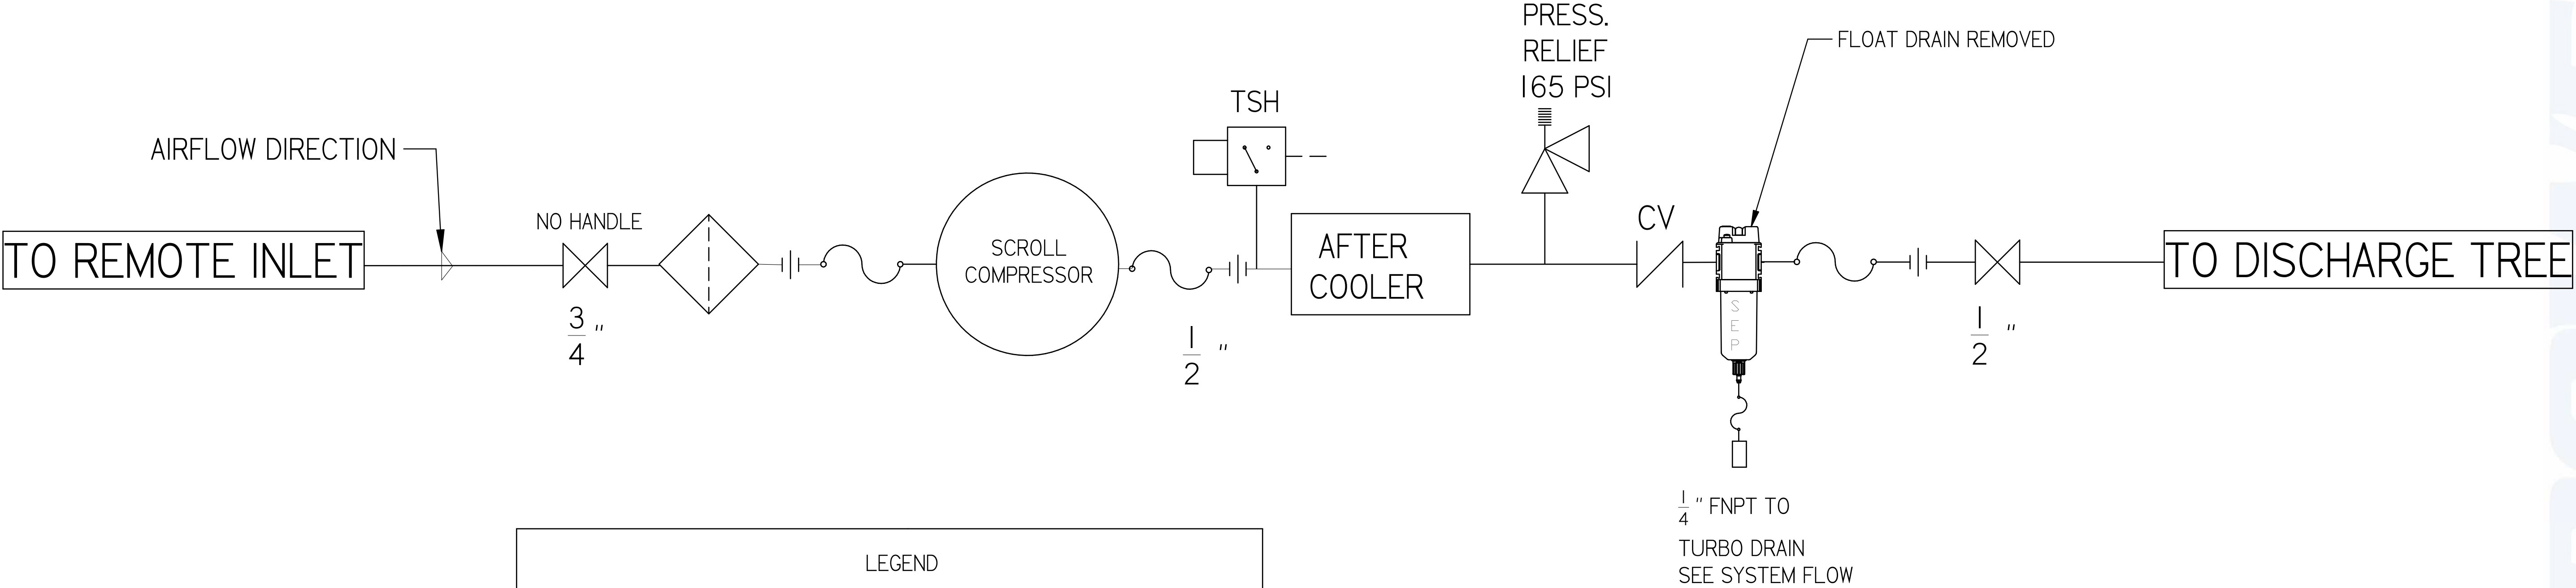 PRESS.
RELIEF
165 PSI
FLOAT DRAIN REMOVED
TSH
AIRFLOW DIRECTION
NO HANDLE
CV
TO REMOTE INLET
SCROLL
COMPRESSOR
AFTER
COOLER
TO DISCHARGE TREE
S
E
P
3/4 "
1/2 "
1/2 "
1/4 " FNPT TO
TURBO DRAIN
SEE SYSTEM FLOW
LEGEND